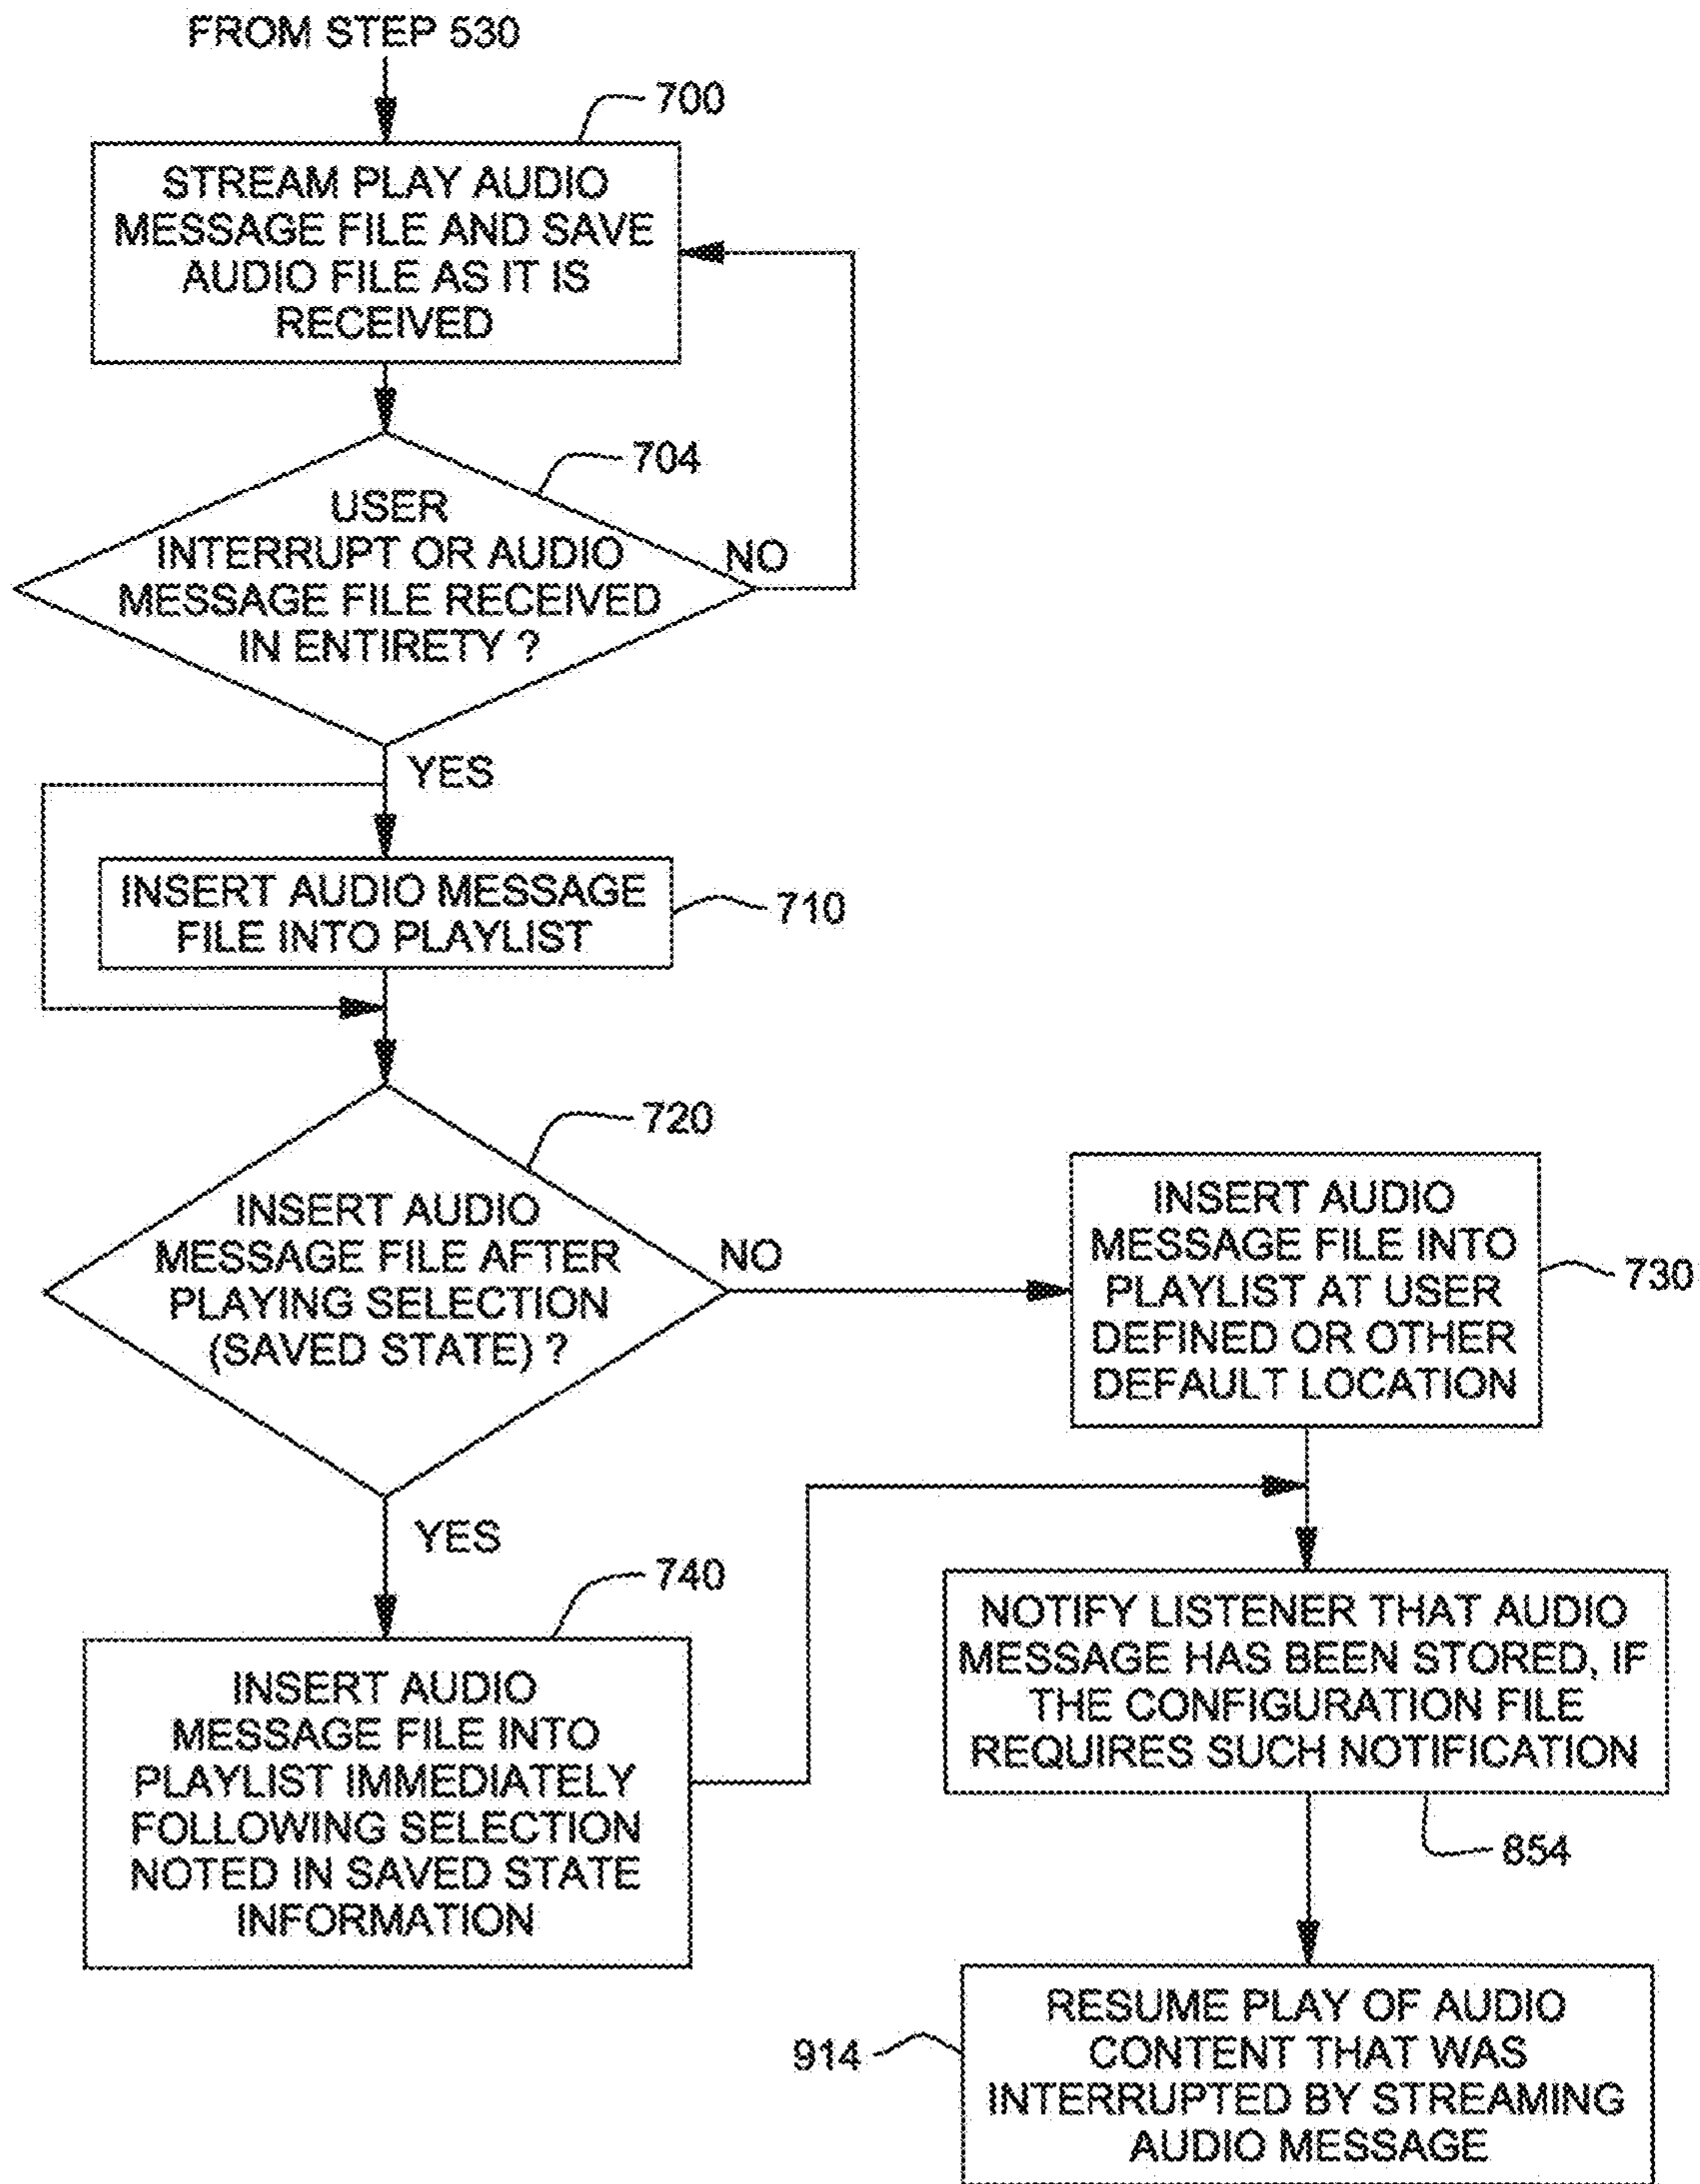 FROM STEP 530
700
STREAM PLAY AUDIO
MESSAGE FILE AND SAVE
AUDIO FILE AS IT IS
RECEIVED
704
USER
INTERRUPT OR AUDIO
MESSAGE FILE RECEIVED
IN ENTIRETY ?
NO
YES
INSERT AUDIO MESSAGE
FILE INTO PLAYLIST
710
720
INSERT AUDIO
MESSAGE FILE AFTER
PLAYING SELECTION
(SAVED STATE) ?
NO
YES
INSERT AUDIO
MESSAGE FILE INTO
PLAYLIST AT USER
DEFINED OR OTHER
DEFAULT LOCATION
730
740
INSERT AUDIO
MESSAGE FILE INTO
PLAYLIST IMMEDIATELY
FOLLOWING SELECTION
NOTED IN SAVED STATE
INFORMATION
NOTIFY LISTENER THAT AUDIO
MESSAGE HAS BEEN STORED, IF
THE CONFIGURATION FILE
REQUIRES SUCH NOTIFICATION
854
914
RESUME PLAY OF AUDIO
CONTENT THAT WAS
INTERRUPTED BY STREAMING
AUDIO MESSAGE